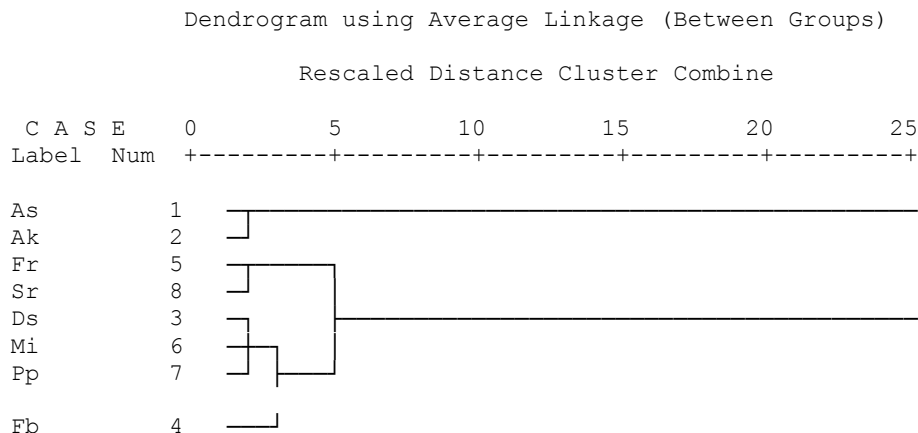 Dendrogram using Average Linkage (Between Groups)
Rescaled Distance Cluster Combine
C A S E 0 5 10 15 20 25
Label Num +---------+---------+---------+---------+---------+
As 1
Ak 2
Fr 5
Sr 8
Ds 3
Mi 6
Pp 7
Fb 4